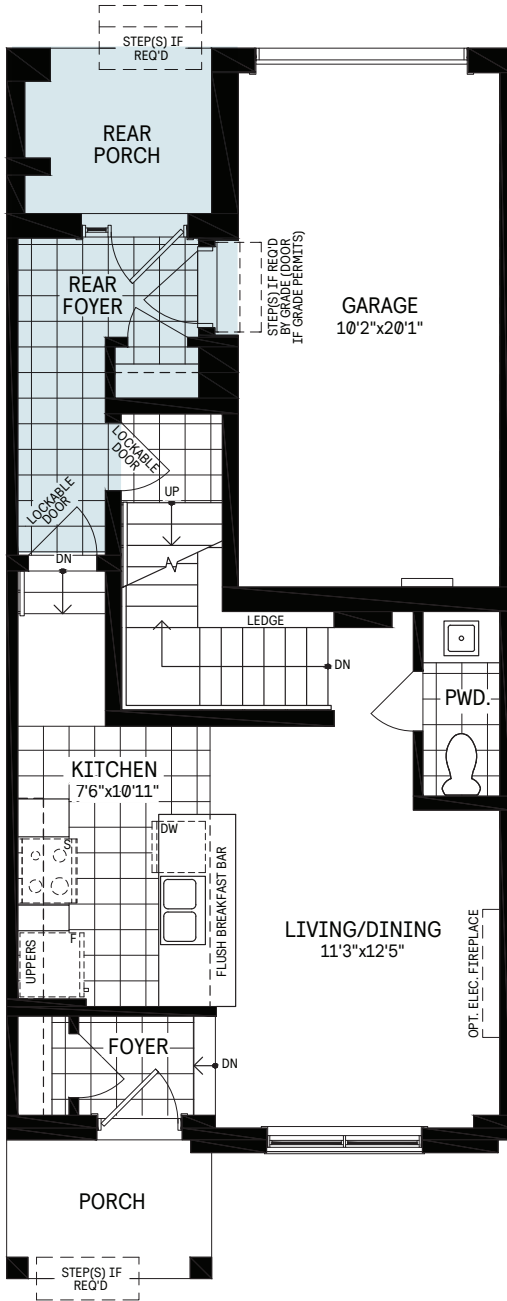 STEP(S) IF
REQ'D
REAR
PORCH
REAR
FOYER
STEP(S) IF REQ'D
BY GRADE (DOOR
IF GRADE PERMITS)
GARAGE
10'2"x20'1"
LOCKABLE
DOOR
LOCKABLE
DOOR
UP
DN
LEDGE
DN
PWD.
KITCHEN
7'6"x10'11"
DW
S
FLUSH BREAKFAST BAR
LIVING/DINING
11'3"x12'5"
UPPERS
F
OPT. ELEC. FIREPLACE
FOYER
DN
PORCH
STEP(S) IF
REQ'D